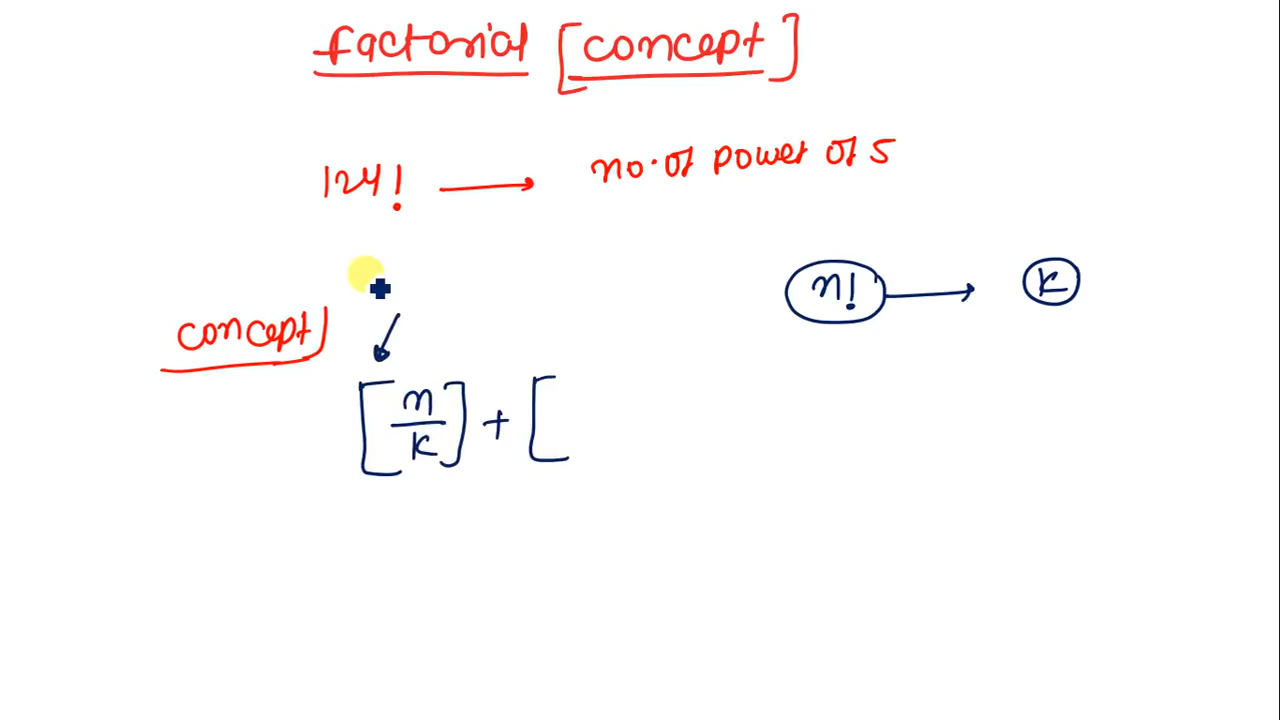 factorial [concept]
124! → no. of power of 5
n! → k
concept)
[n/k] + [